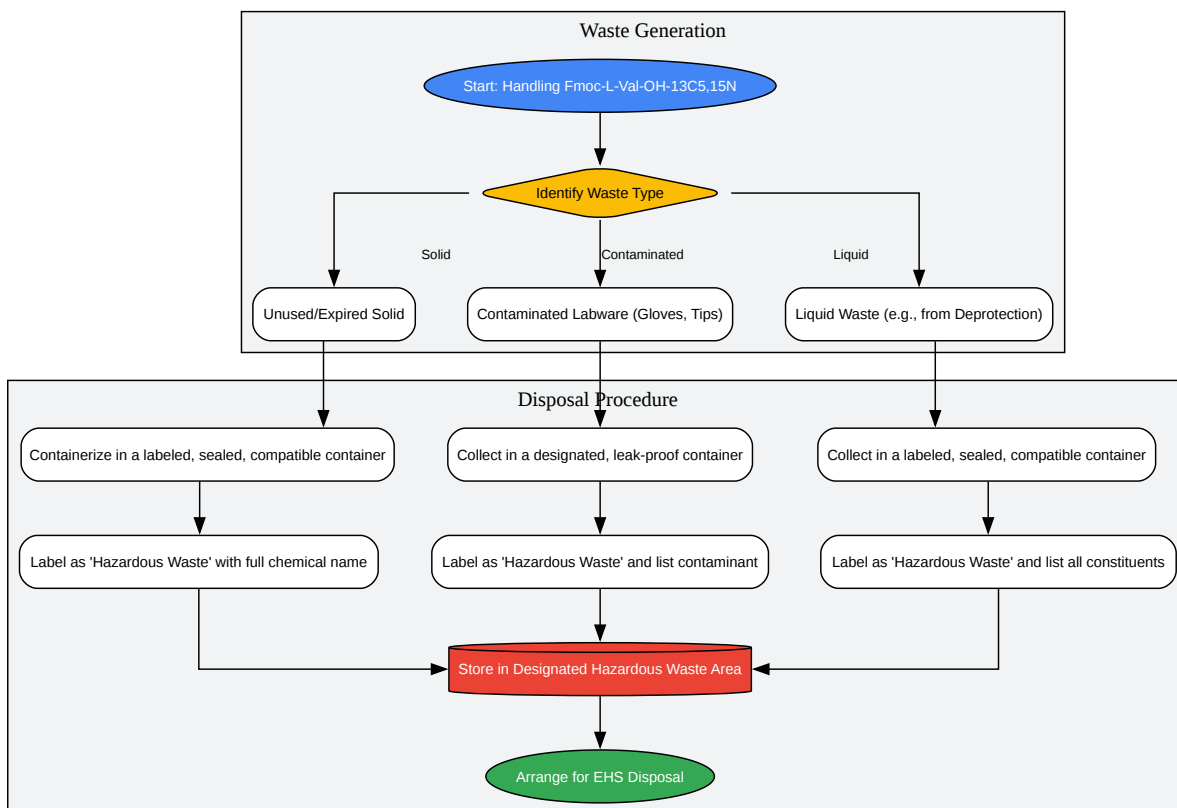 Waste Generation
Start: Handling Fmoc-L-Val-OH-13C5,15N
Identify Waste Type
Solid
Contaminated
Liquid
Unused/Expired Solid
Contaminated Labware (Gloves, Tips)
Liquid Waste (e.g., from Deprotection)
Disposal Procedure
Containerize in a labeled, sealed, compatible container
Collect in a designated, leak-proof container
Collect in a labeled, sealed, compatible container
Label as 'Hazardous Waste' with full chemical name
Label as 'Hazardous Waste' and list contaminant
Label as 'Hazardous Waste' and list all constituents
Store in Designated Hazardous Waste Area
Arrange for EHS Disposal